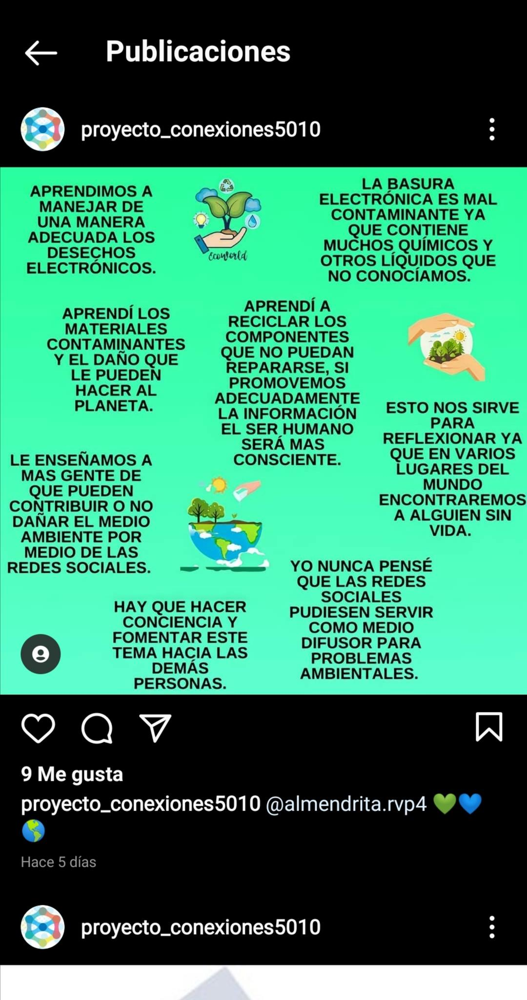 Publicaciones
proyecto_conexiones5010
APRENDIMOS A
MANEJAR DE
UNA MANERA
ADECUADA LOS
DESECHOS
ELECTRÓNICOS.
EcoWorld
LA BASURA
ELECTRÓNICA ES MAL
CONTAMINANTE YA
QUE CONTIENE
MUCHOS QUÍMICOS Y
OTROS LÍQUIDOS QUE
NO CONOCÍAMOS.
APRENDÍ LOS
MATERIALES
CONTAMINANTES
Y EL DAÑO QUE
LE PUEDEN
HACER AL
PLANETA.
APRENDÍ A
RECICLAR LOS
COMPONENTES
QUE NO PUEDAN
REPARARSE, SI
PROMOVEMOS
ADECUADAMENTE
LA INFORMACIÓN
EL SER HUMANO
SERÁ MAS
CONSCIENTE.
ESTO NOS SIRVE
PARA
REFLEXIONAR YA
QUE EN VARIOS
LUGARES DEL
MUNDO
ENCONTRAREMOS
A ALGUIEN SIN
VIDA.
LE ENSEÑAMOS A
MAS GENTE DE
QUE PUEDEN
CONTRIBUIR O NO
DAÑAR EL MEDIO
AMBIENTE POR
MEDIO DE LAS
REDES SOCIALES.
YO NUNCA PENSÉ
QUE LAS REDES
SOCIALES
PUDIESEN SERVIR
COMO MEDIO
DIFUSOR PARA
PROBLEMAS
AMBIENTALES.
HAY QUE HACER
CONCIENCIA Y
FOMENTAR ESTE
TEMA HACIA LAS
DEMÁS
PERSONAS.
9 Me gusta
proyecto_conexiones5010 @almendrita.rvp4 💚💙
🌎
Hace 5 días
proyecto_conexiones5010